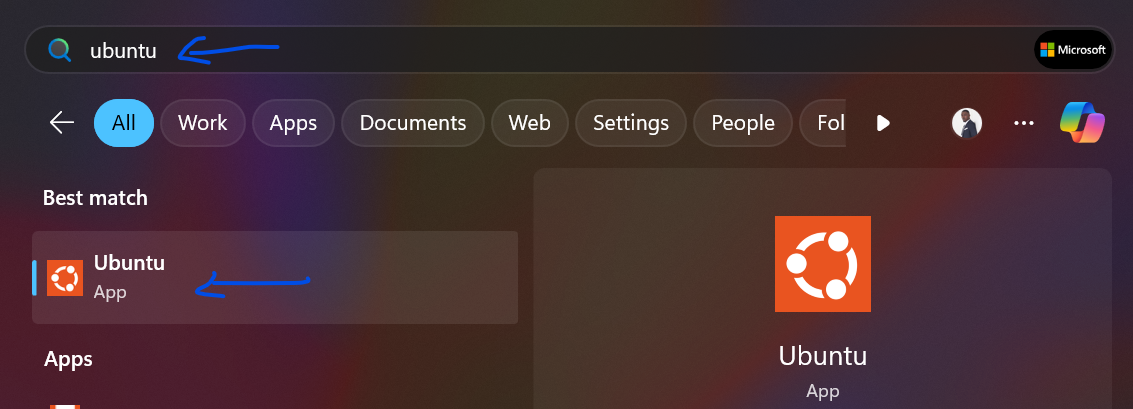 ubuntu
Microsoft
All Work Apps Documents Web Settings People Fol
Best match
Ubuntu
App
Apps
Ubuntu
App